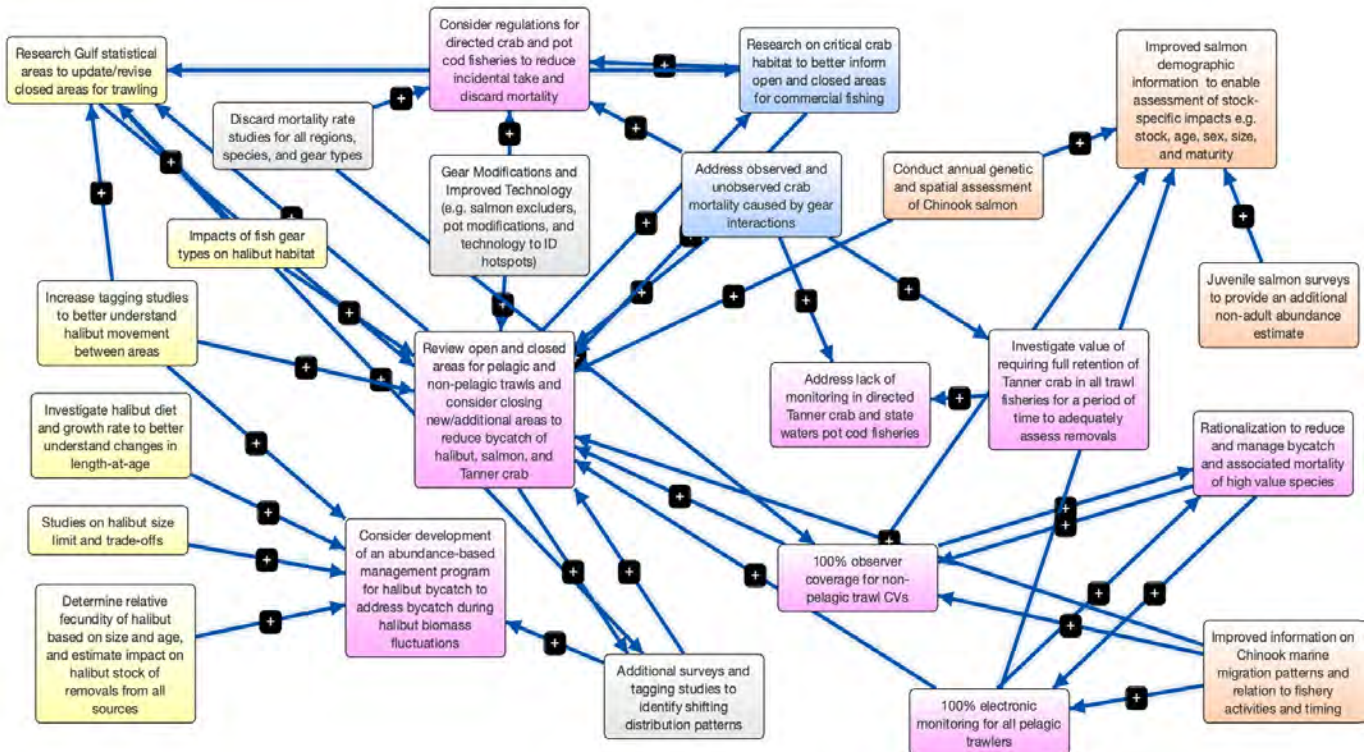 Research Gulf statistical
areas to update/revise
closed areas for trawling
Consider regulations for
directed crab and pot
cod fisheries to reduce
incidental take and
discard mortality
Research on critical crab
habitat to better inform
open and closed areas
for commercial fishing
Improved salmon
demographic
information to enable
assessment of stock-
specific impacts e.g.
stock, age, sex, size,
and maturity
Discard mortality rate
studies for all regions,
species, and gear types
Gear Modifications and
Improved Technology
(e.g. salmon excluders,
pot modifications, and
technology to ID
hotspots)
Address observed and
unobserved crab
mortality caused by gear
interactions
Conduct annual genetic
and spatial assessment
of Chinook salmon
Impacts of fish gear
types on halibut habitat
Juvenile salmon surveys
to provide an additional
non-adult abundance
estimate
Increase tagging studies
to better understand
halibut movement
between areas
Review open and closed
areas for pelagic and
non-pelagic trawls and
consider closing
new/additional areas to
reduce bycatch of
halibut, salmon, and
Tanner crab
Address lack of
monitoring in directed
Tanner crab and state
waters pot cod fisheries
Investigate value of
requiring full retention of
Tanner crab in all trawl
fisheries for a period of
time to adequately
assess removals
Investigate halibut diet
and growth rate to better
understand changes in
length-at-age
Rationalization to reduce
and manage bycatch
and associated mortality
of high value species
Studies on halibut size
limit and trade-offs
Consider development
of an abundance-based
management program
for halibut bycatch to
address bycatch during
halibut biomass
fluctuations
100% observer
coverage for non-
pelagic trawl CVs
Determine relative
fecundity of halibut
based on size and age,
and estimate impact on
halibut stock of
removals from all
sources
Additional surveys and
tagging studies to
identify shifting
distribution patterns
100% electronic
monitoring for all pelagic
trawlers
Improved information on
Chinook marine
migration patterns and
relation to fishery
activities and timing